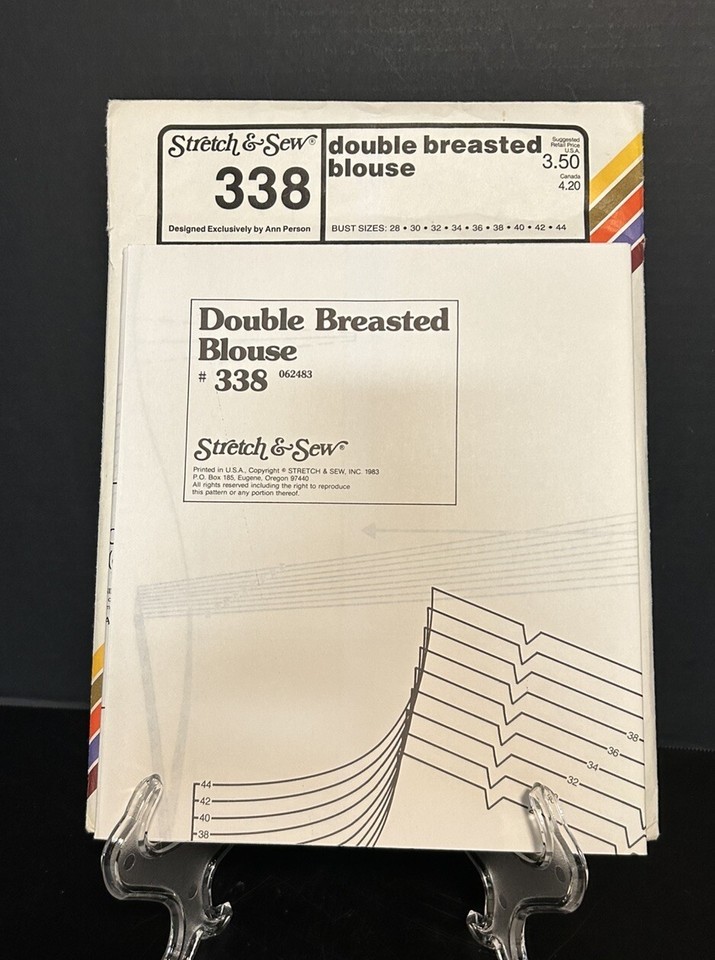 Stretch & Sew®
338
Designed Exclusively by Ann Person
double breasted
blouse
Suggested
Retail Price
U.S.A.
3.50
Canada
4.20
BUST SIZES: 28 • 30 • 32 • 34 • 36 • 38 • 40 • 42 • 44
Double Breasted
Blouse
# 338 062483
Stretch & Sew®
Printed in U.S.A., Copyright © STRETCH & SEW, INC. 1983
P.O. Box 185, Eugene, Oregon 97440
All rights reserved including the right to reproduce
this pattern or any portion thereof.
38
36
34
32
44
42
40
38